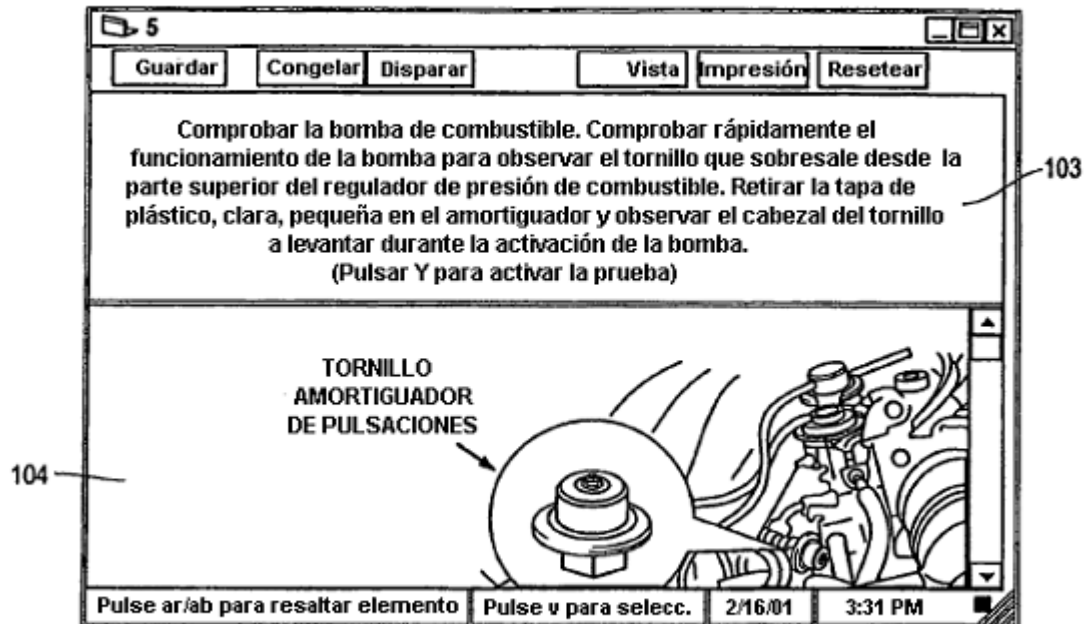 5
Guardar Congelar Disparar Vista Impresión Resetear
Comprobar la bomba de combustible. Comprobar rápidamente el
funcionamiento de la bomba para observar el tornillo que sobresale desde la
parte superior del regulador de presión de combustible. Retirar la tapa de
plástico, clara, pequeña en el amortiguador y observar el cabezal del tornillo
a levantar durante la activación de la bomba.
(Pulsar Y para activar la prueba)
103
TORNILLO
AMORTIGUADOR
DE PULSACIONES
104
Pulse ar/ab para resaltar elemento Pulse v para selecc. 2/16/01 3:31 PM